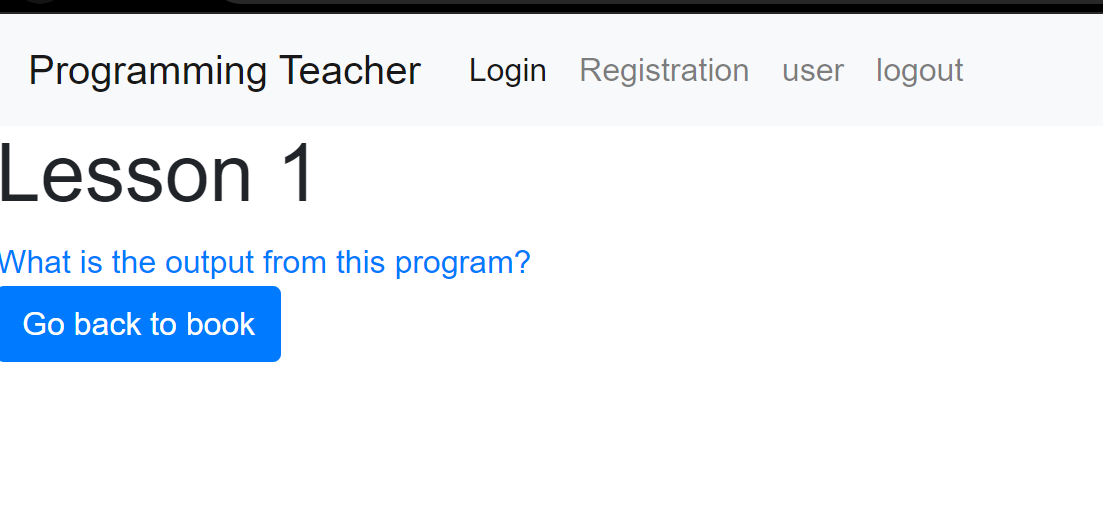 Programming Teacher Login Registration user logout
Lesson 1
What is the output from this program?
Go back to book